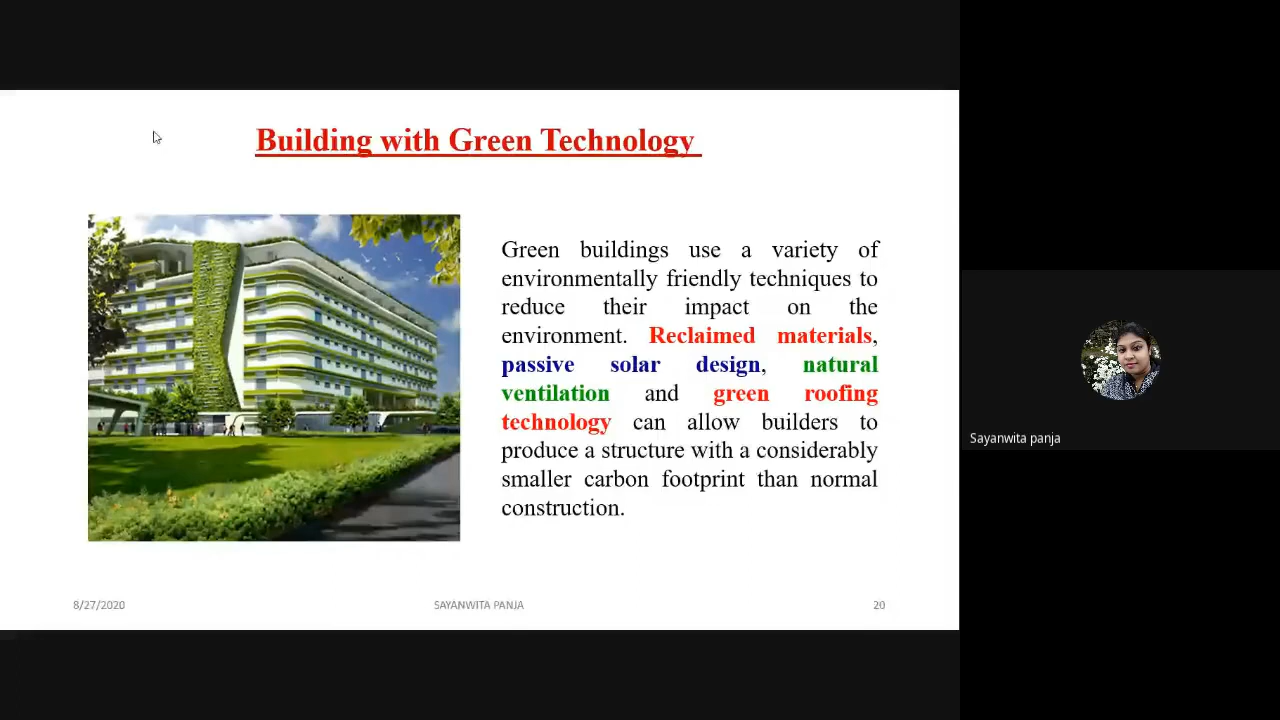 Building with Green Technology
Green buildings use a variety of
environmentally friendly techniques to
reduce their impact on the
environment. Reclaimed materials,
passive solar design, natural
ventilation and green roofing
technology can allow builders to
produce a structure with a considerably
smaller carbon footprint than normal
construction.
Sayanwita panja
8/27/2020
SAYANWITA PANJA
20